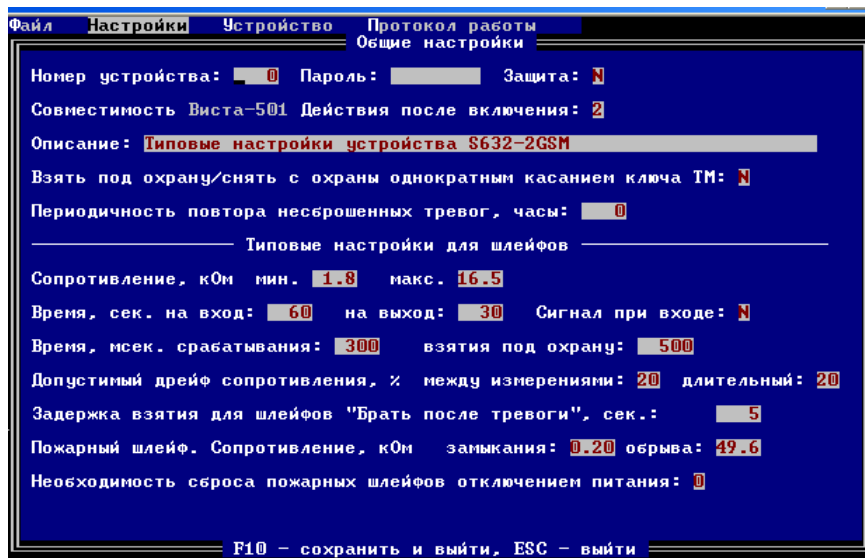 Файл Настройки Устройство Протокол работы
Общие настройки
Номер устройства: 0 Пароль: Защита: N
Совместимость Виста-501 Действия после включения: 2
Описание: Типовые настройки устройства S632-2GSM
Взять под охрану/снять с охраны однократным касанием ключа ТМ: N
Периодичность повтора несброшенных тревог, часы: 0
Типовые настройки для шлейфов
Сопротивление, кОм мин. 1.8 макс. 16.5
Время, сек. на вход: 60 на выход: 30 Сигнал при входе: N
Время, мсек. срабатывания: 300 взятия под охрану: 500
Допустимый дрейф сопротивления, % между измерениями: 20 длительный: 20
Задержка взятия для шлейфов "Брать после тревоги", сек.: 5
Пожарный шлейф. Сопротивление, кОм замыкания: 0.20 обрыва: 49.6
Необходимость сброса пожарных шлейфов отключением питания: 0
F10 - сохранить и выйти, ESC - выйти